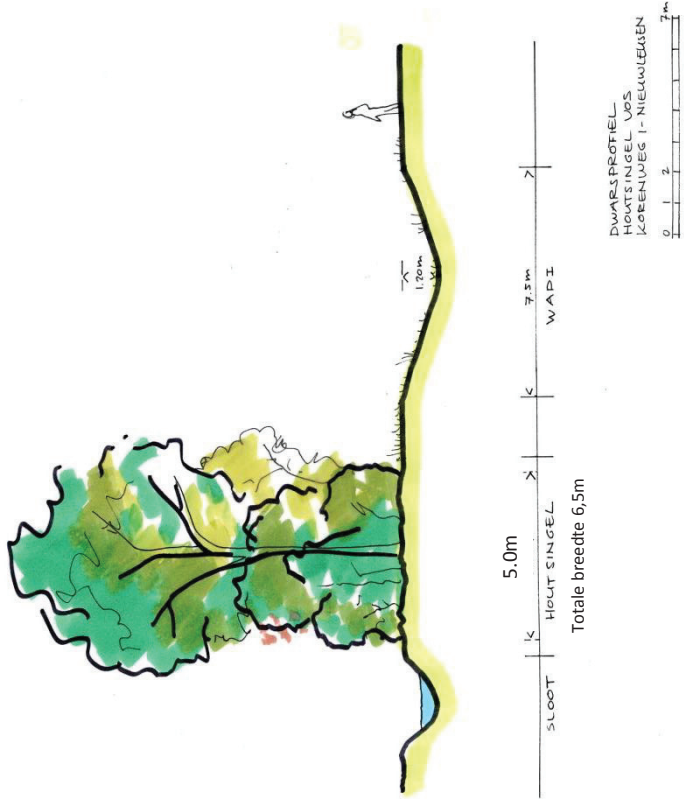 1.20m
7.5m
5.0m
SLOOT
HOUTSINGEL
WADI
Totale breedte 6,5m
DWARSPROFIEL
HOUTSINGEL VOS
KORENWEG 1 - NIEUWLEUSEN
0 1 2 7m